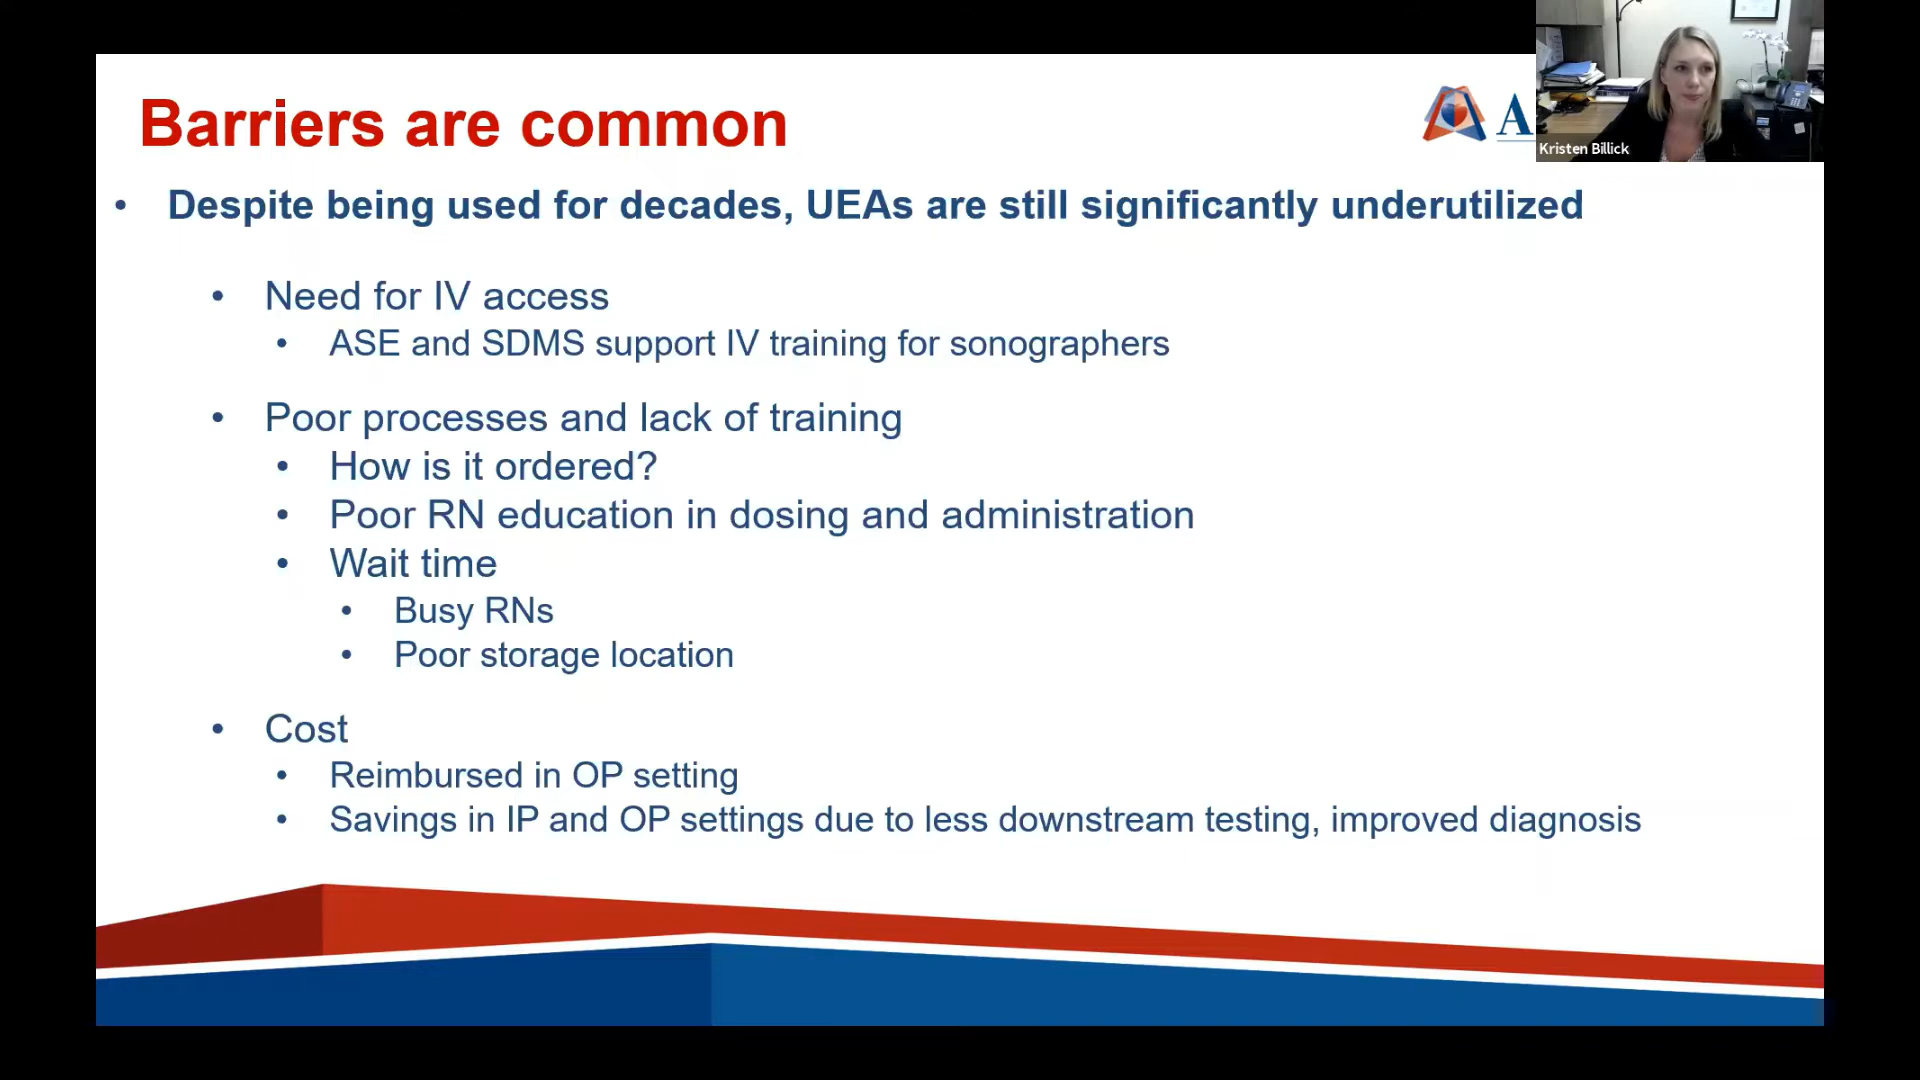 Barriers are common
A
Kristen Billick
• Despite being used for decades, UEAs are still significantly underutilized
• Need for IV access
• ASE and SDMS support IV training for sonographers
• Poor processes and lack of training
• How is it ordered?
• Poor RN education in dosing and administration
• Wait time
• Busy RNs
• Poor storage location
• Cost
• Reimbursed in OP setting
• Savings in IP and OP settings due to less downstream testing, improved diagnosis